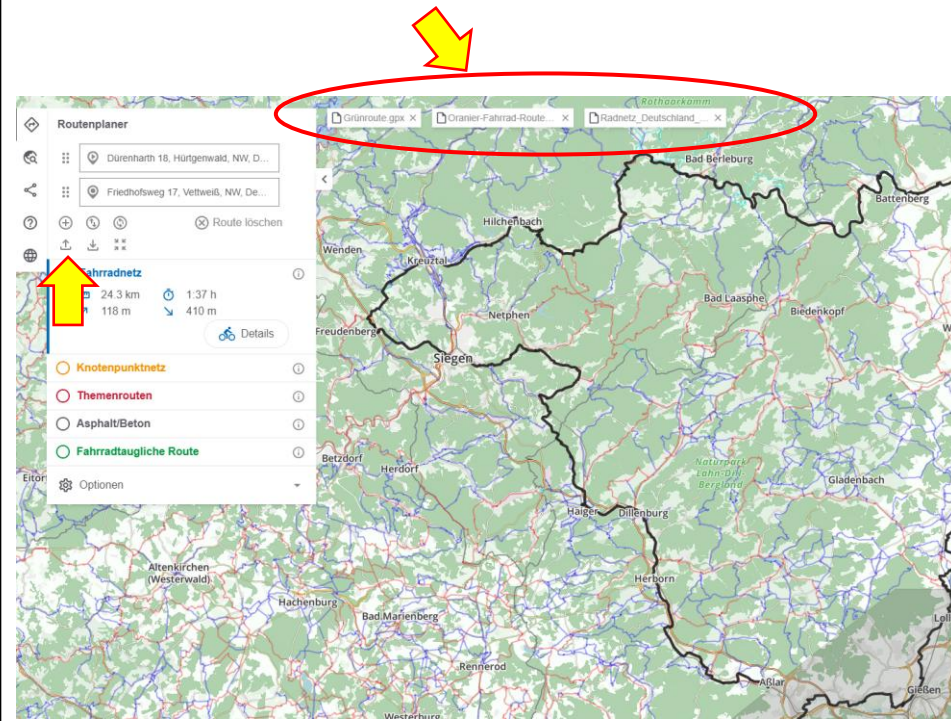 Grünroute.gpx
Oranier-Fahrrad-Route...
Radnetz_Deutschland_...
Routenplaner
Dürenharth 18, Hürtgenwald, NW, D...
Friedhofsweg 17, Vettweiß, NW, De...
Route löschen
Fahrradnetz
24.3 km 1:37 h
118 m 410 m
Details
Knotenpunktnetz
Themenrouten
Asphalt/Beton
Fahrradtaugliche Route
Optionen
Rothaarkamm
Bad Berleburg
Battenberg
Hilchenbach
Wenden
Kreuztal
Bad Laasphe
Biedenkopf
Netphen
Freudenberg
Siegen
Betzdorf
Herdorf
Naturpark
Lahn-Dill-
Bergland
Gladenbach
Eitorf
Haiger
Dillenburg
Altenkirchen
(Westerwald)
Herborn
Hachenburg
Bad Marienberg
Rennerod
Aßlar
Gießen
Westerburg